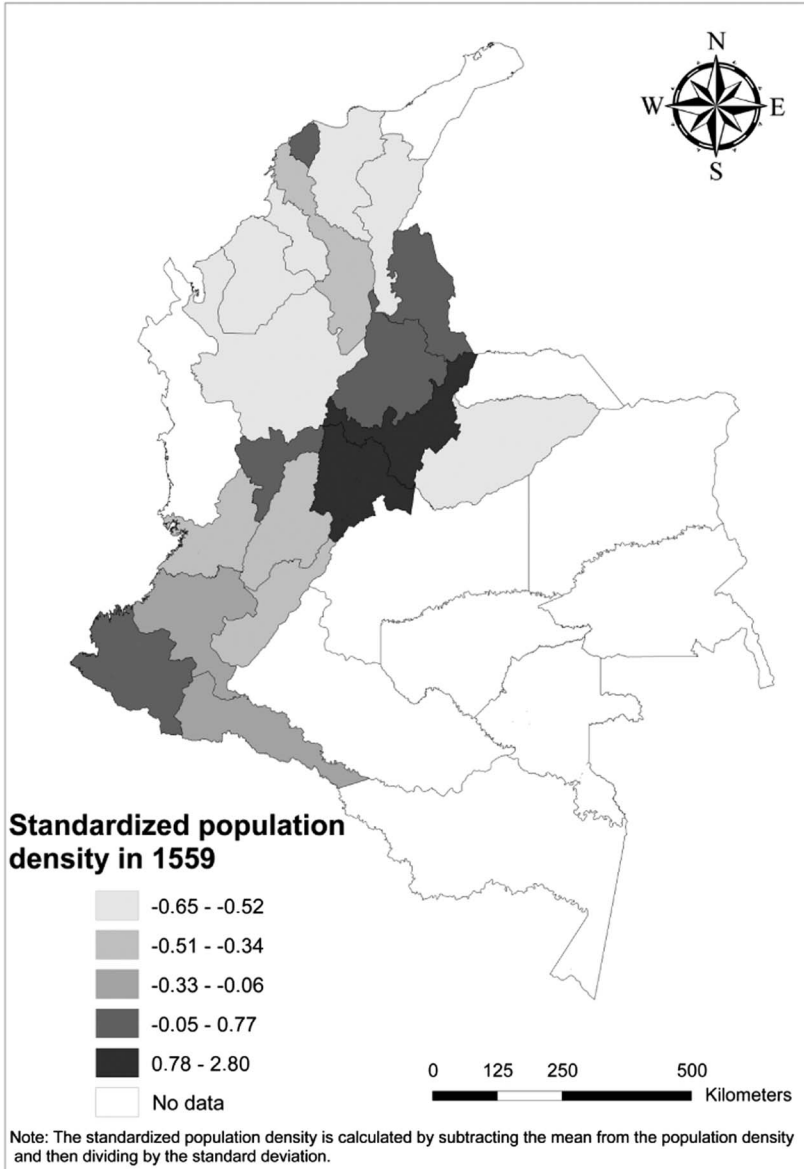 N
W E
S
Standardized population
density in 1559
-0.65 - -0.52
-0.51 - -0.34
-0.33 - -0.06
-0.05 - 0.77
0.78 - 2.80
No data
0 125 250 500
Kilometers
Note: The standardized population density is calculated by subtracting the mean from the population density
and then dividing by the standard deviation.